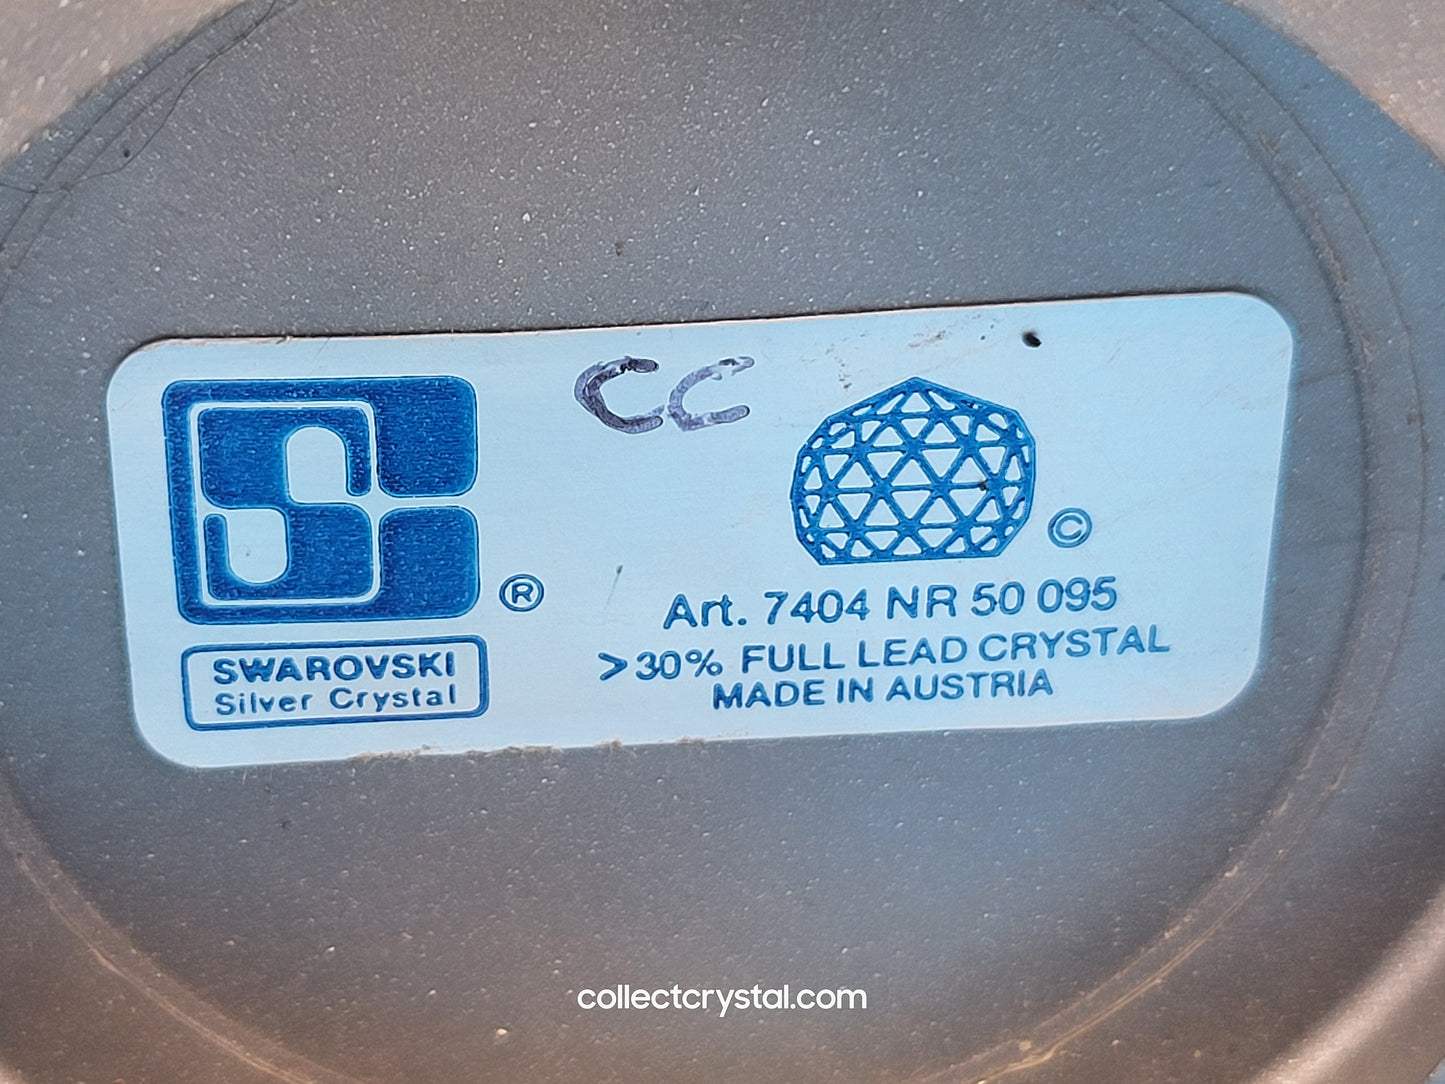 CC
®
SWAROVSKI
Silver Crystal
©
Art. 7404 NR 50 095
>30% FULL LEAD CRYSTAL
MADE IN AUSTRIA
collectcrystal.com